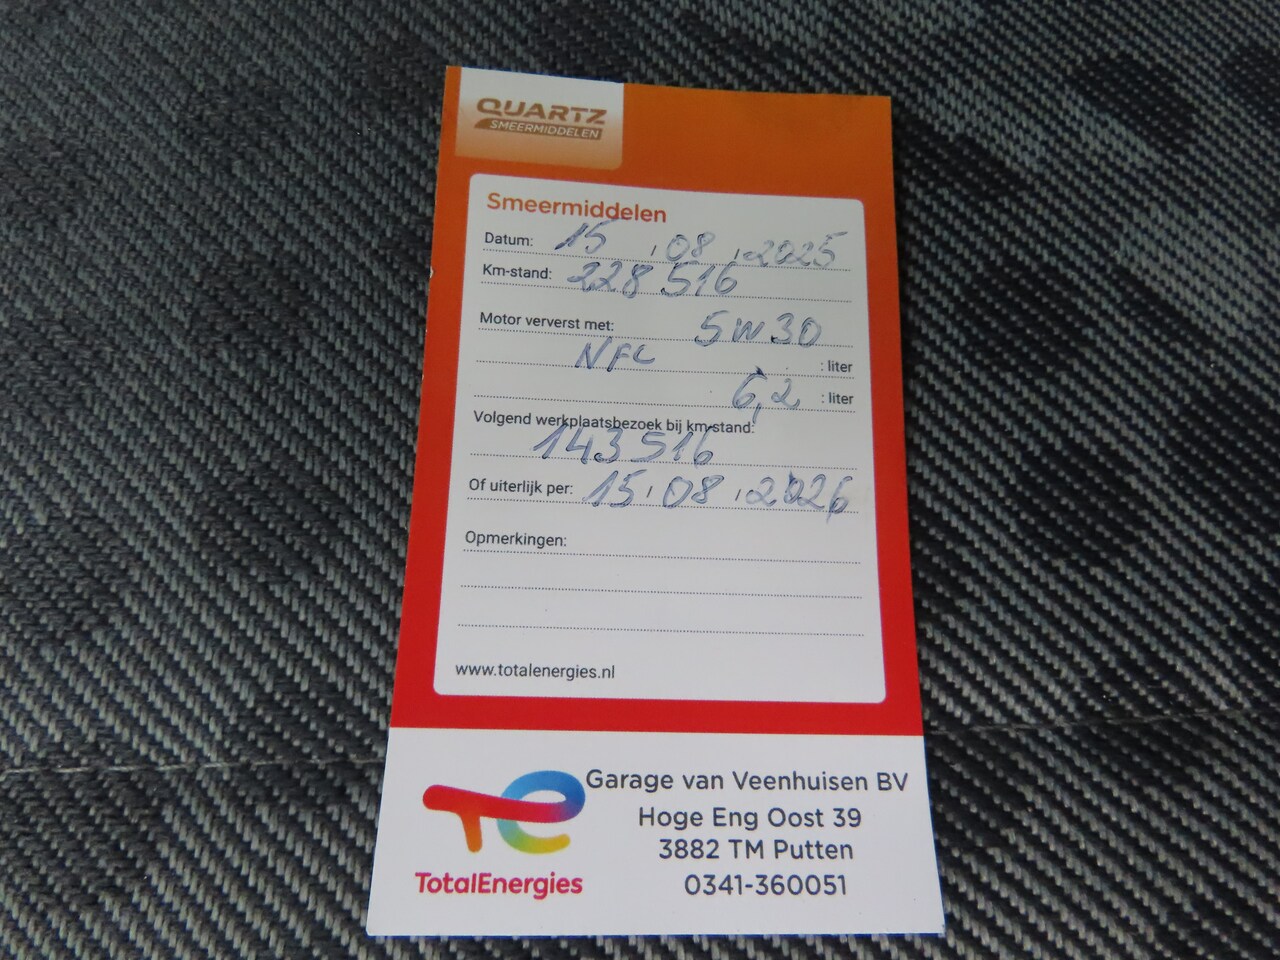 QUARTZ
SMEERMIDDELEN
Smeermiddelen
Datum: 15 , 08 , 2025
Km-stand: 228 516
Motor ververst met: 5W30
NFC : liter
6,2 : liter
Volgend werkplaatsbezoek bij km-stand:
143 516
Of uiterlijk per: 15 , 08 , 2026
Opmerkingen:
www.totalenergies.nl
TotalEnergies
Garage van Veenhuisen BV
Hoge Eng Oost 39
3882 TM Putten
0341-360051